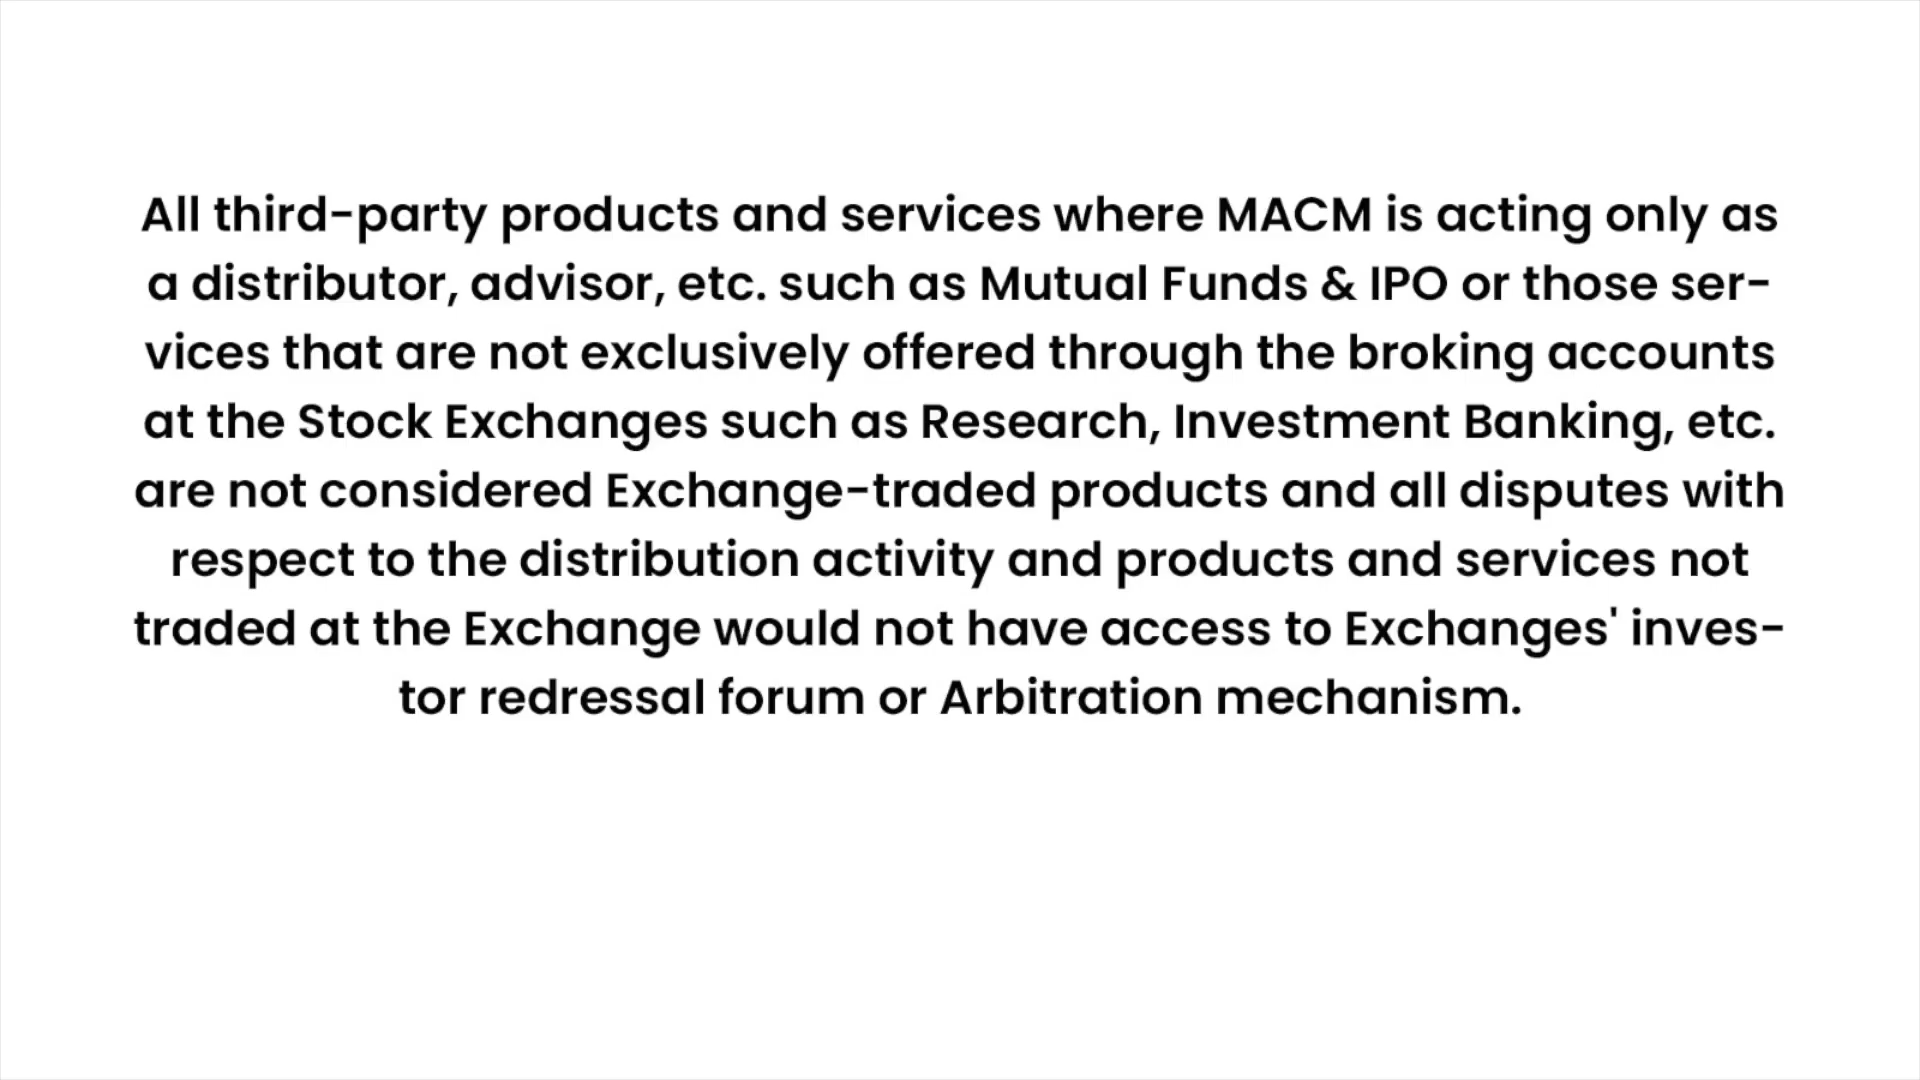 All third-party products and services where MACM is acting only as
a distributor, advisor, etc. such as Mutual Funds & IPO or those ser-
vices that are not exclusively offered through the broking accounts
at the Stock Exchanges such as Research, Investment Banking, etc.
are not considered Exchange-traded products and all disputes with
respect to the distribution activity and products and services not
traded at the Exchange would not have access to Exchanges' inves-
tor redressal forum or Arbitration mechanism.